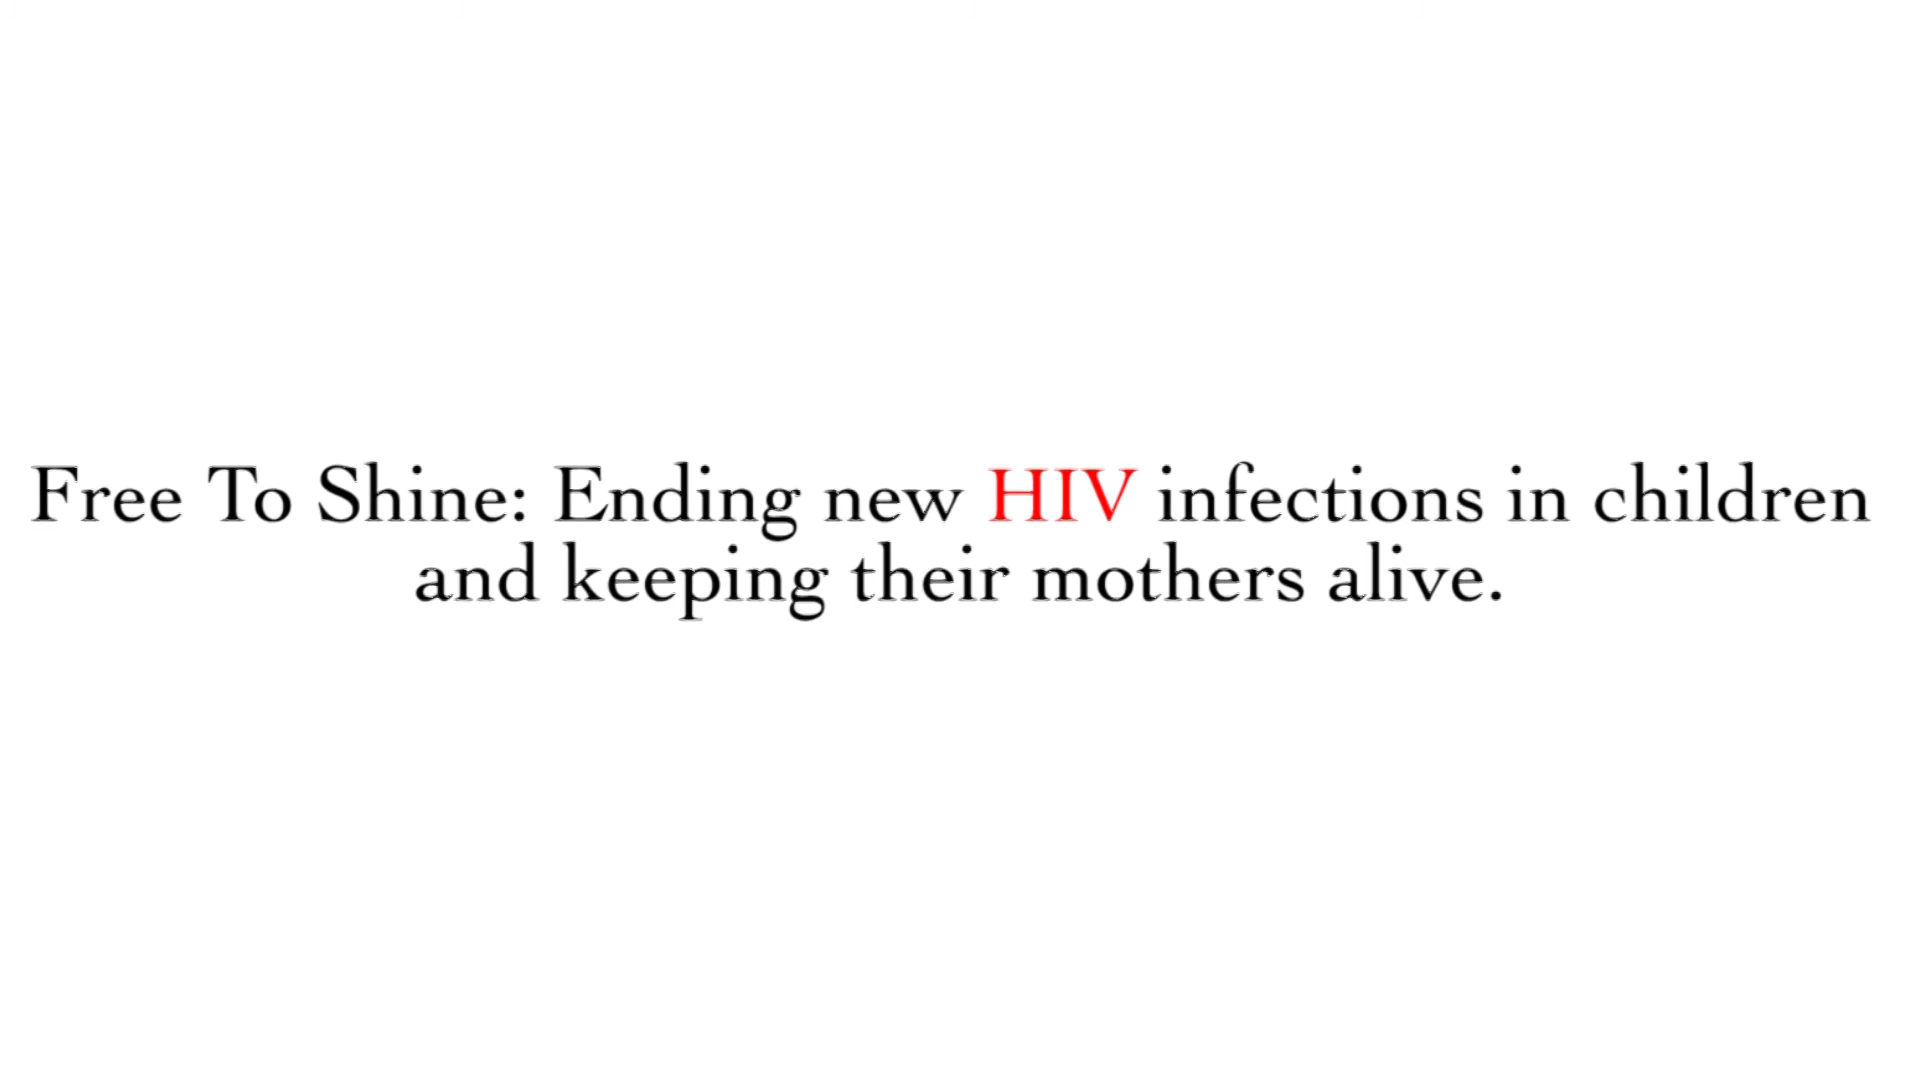 Free To Shine: Ending new HIV infections in children
and keeping their mothers alive.